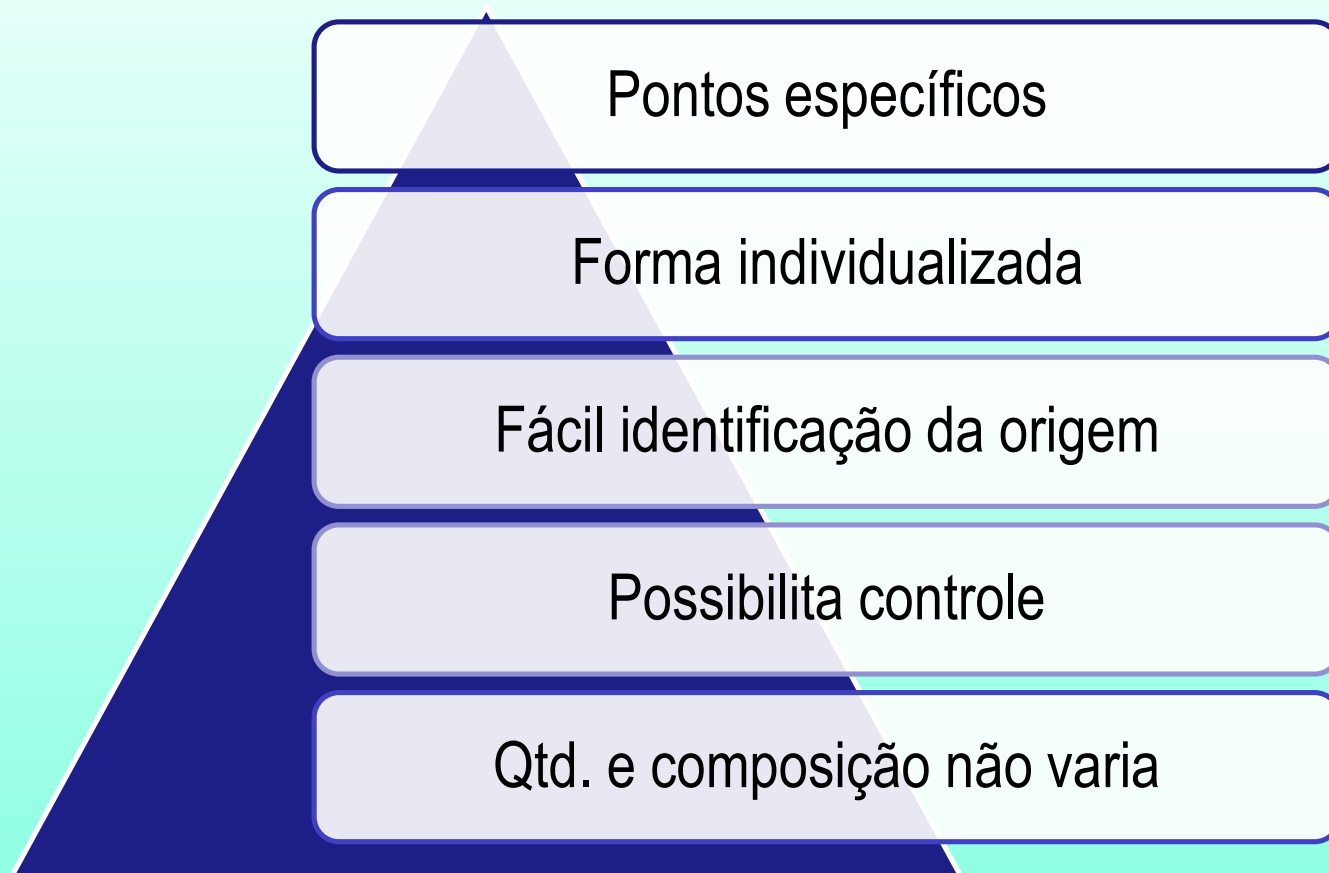 Pontos específicos
Forma individualizada
Fácil identificação da origem
Possibilita controle
Qtd. e composição não varia